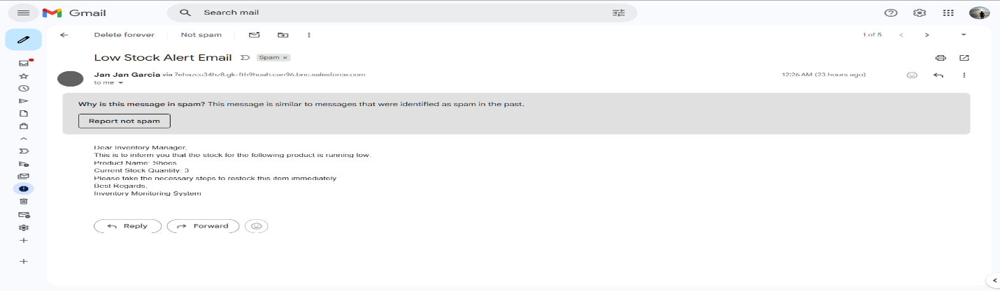 Gmail
Search mail
Delete forever Not spam 1 of 5
Low Stock Alert Email Spam ×
Jan Jan Garcia via 7ehazcu34hz8.gk-fth9huah.can96.bnc.salesforce.com 12:26 AM (23 hours ago)
to me
Why is this message in spam? This message is similar to messages that were identified as spam in the past.
Report not spam
Dear Inventory Manager,
This is to inform you that the stock for the following product is running low.
Product Name: Shoes
Current Stock Quantity: 3
Please take the necessary steps to restock this item immediately
Best Regards,
Inventory Monitoring System
Reply Forward